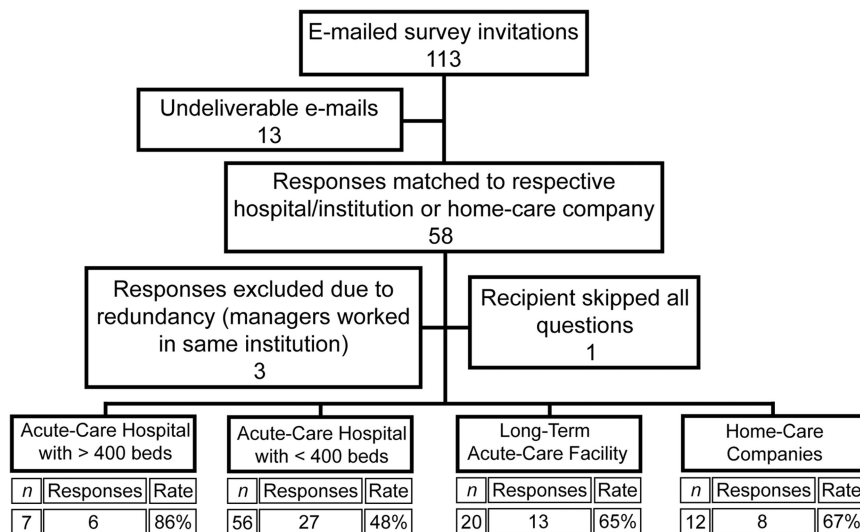 E-mailed survey invitations
113
Undeliverable e-mails
13
Responses matched to respective
hospital/institution or home-care company
58
Responses excluded due to
redundancy (managers worked
in same institution)
3
Recipient skipped all
questions
1
Acute-Care Hospital
with > 400 beds
n Responses Rate
7 6 86%
Acute-Care Hospital
with < 400 beds
n Responses Rate
56 27 48%
Long-Term
Acute-Care Facility
n Responses Rate
20 13 65%
Home-Care
Companies
n Responses Rate
12 8 67%